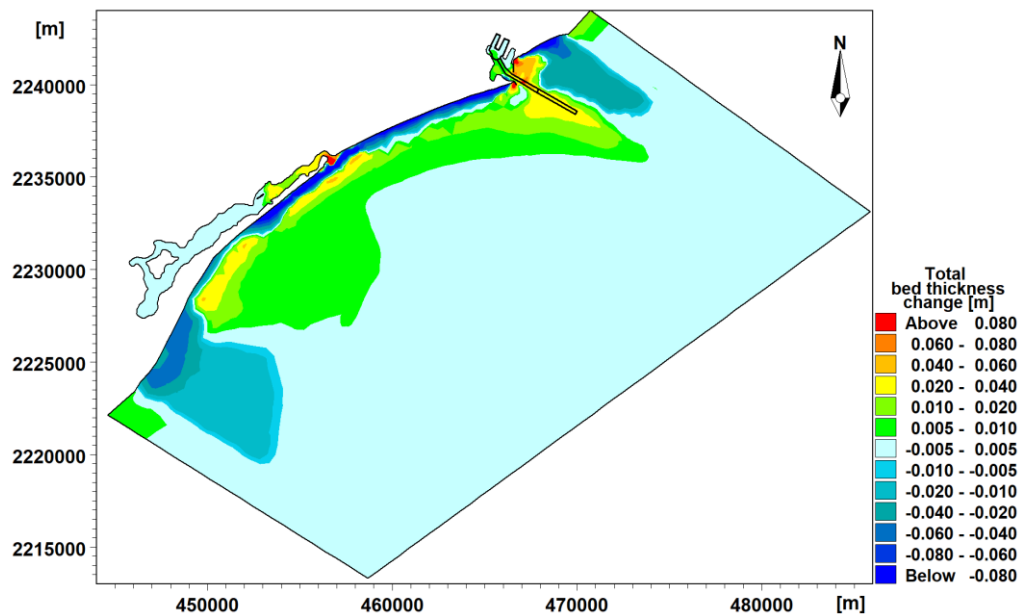 [m]
N
2240000
2235000
2230000
2225000
2220000
2215000
450000 460000 470000 480000 [m]
Total
bed thickness
change [m]
Above 0.080
0.060 - 0.080
0.040 - 0.060
0.020 - 0.040
0.010 - 0.020
0.005 - 0.010
-0.005 - 0.005
-0.010 - -0.005
-0.020 - -0.010
-0.040 - -0.020
-0.060 - -0.040
-0.080 - -0.060
Below -0.080